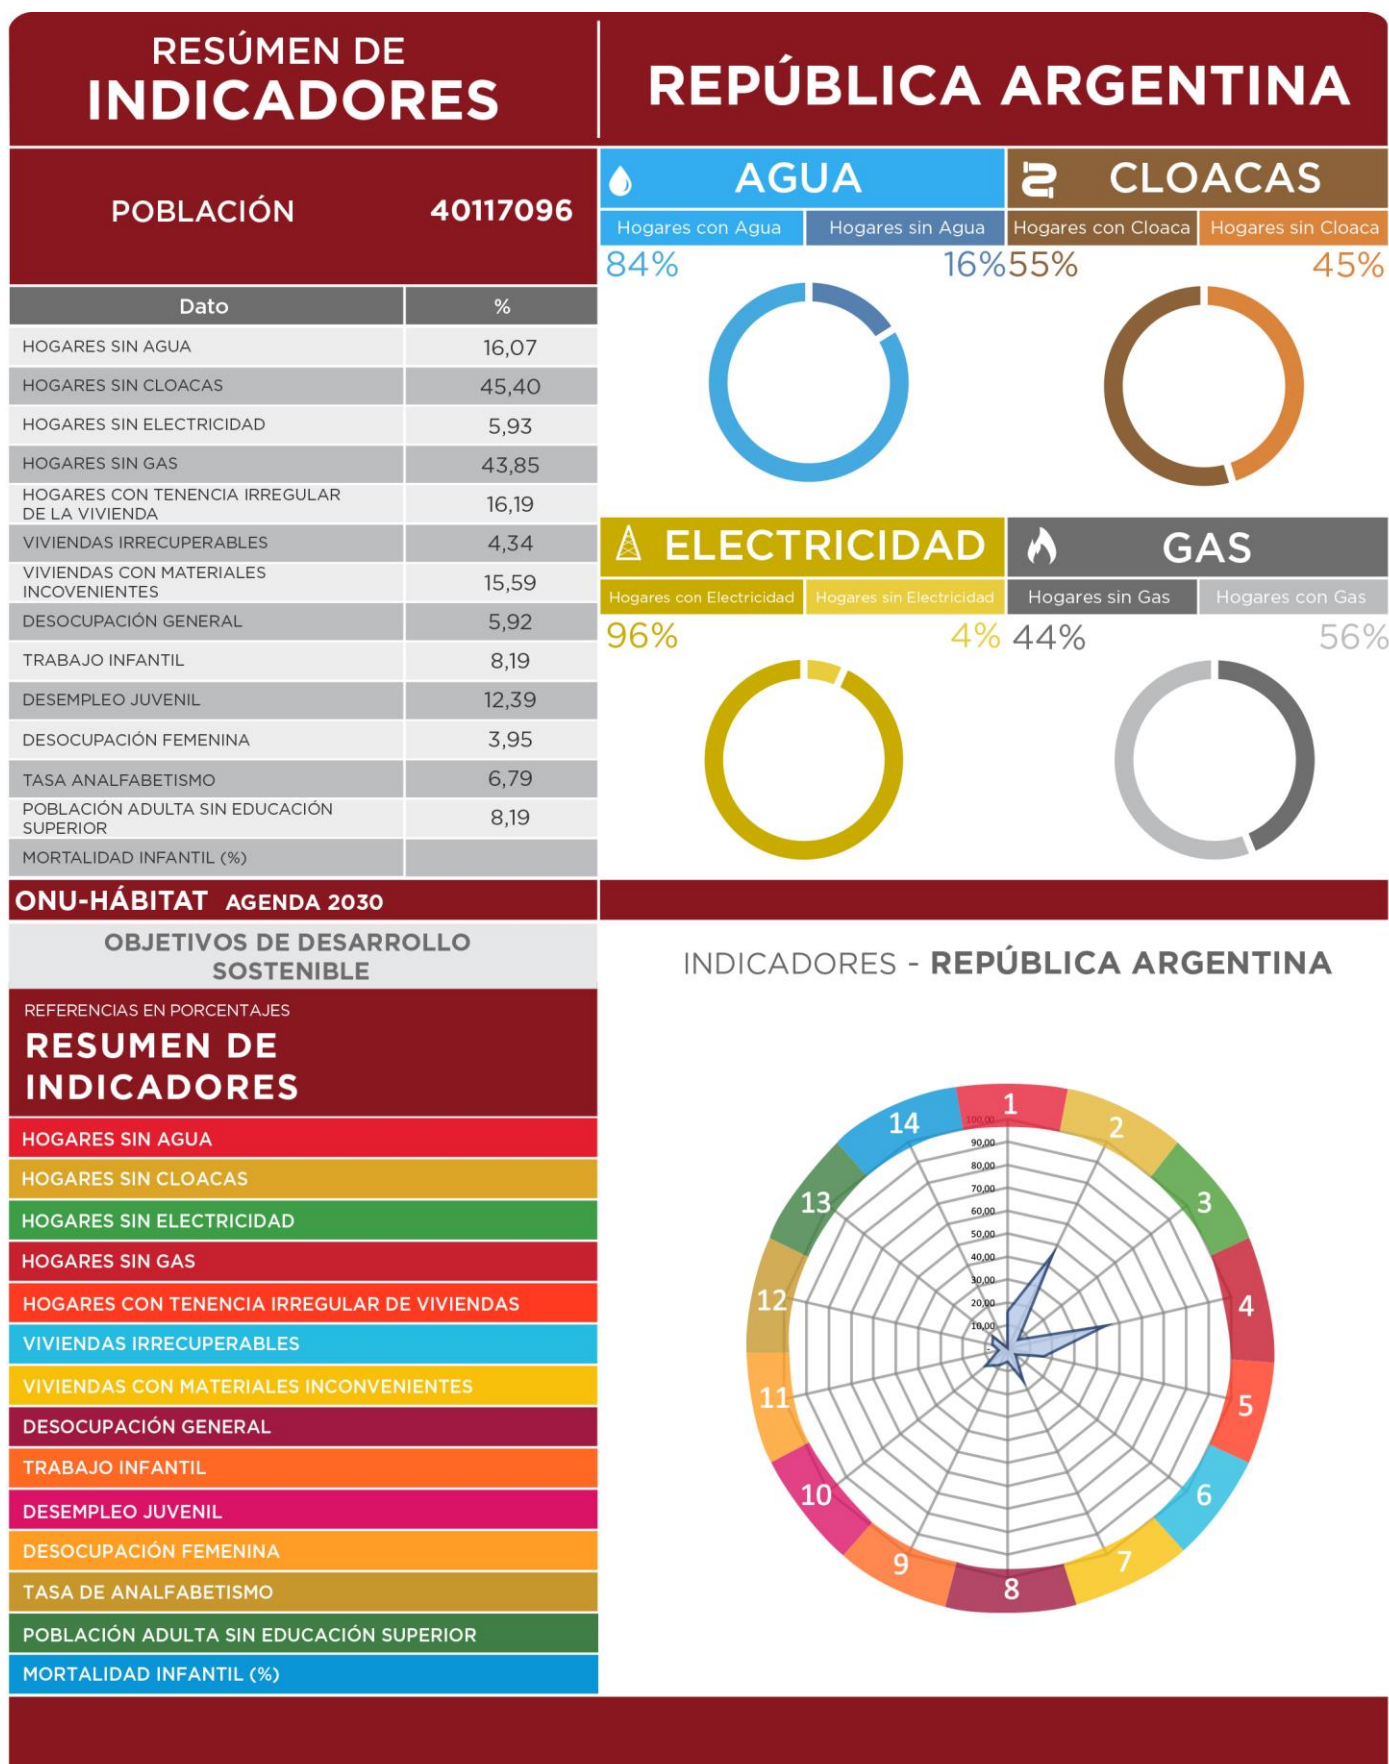 RESÚMEN DE
INDICADORES
REPÚBLICA ARGENTINA
POBLACIÓN 40117096
Dato %
HOGARES SIN AGUA 16,07
HOGARES SIN CLOACAS 45,40
HOGARES SIN ELECTRICIDAD 5,93
HOGARES SIN GAS 43,85
HOGARES CON TENENCIA IRREGULAR
DE LA VIVIENDA 16,19
VIVIENDAS IRRECUPERABLES 4,34
VIVIENDAS CON MATERIALES
INCOVENIENTES 15,59
DESOCUPACIÓN GENERAL 5,92
TRABAJO INFANTIL 8,19
DESEMPLEO JUVENIL 12,39
DESOCUPACIÓN FEMENINA 3,95
TASA ANALFABETISMO 6,79
POBLACIÓN ADULTA SIN EDUCACIÓN
SUPERIOR 8,19
MORTALIDAD INFANTIL (%)
AGUA
Hogares con Agua Hogares sin Agua
84% 16%
CLOACAS
Hogares con Cloaca Hogares sin Cloaca
55% 45%
ELECTRICIDAD
Hogares con Electricidad Hogares sin Electricidad
96% 4%
GAS
Hogares sin Gas Hogares con Gas
44% 56%
ONU-HÁBITAT AGENDA 2030
OBJETIVOS DE DESARROLLO
SOSTENIBLE
REFERENCIAS EN PORCENTAJES
RESUMEN DE
INDICADORES
HOGARES SIN AGUA
HOGARES SIN CLOACAS
HOGARES SIN ELECTRICIDAD
HOGARES SIN GAS
HOGARES CON TENENCIA IRREGULAR DE VIVIENDAS
VIVIENDAS IRRECUPERABLES
VIVIENDAS CON MATERIALES INCONVENIENTES
DESOCUPACIÓN GENERAL
TRABAJO INFANTIL
DESEMPLEO JUVENIL
DESOCUPACIÓN FEMENINA
TASA DE ANALFABETISMO
POBLACIÓN ADULTA SIN EDUCACIÓN SUPERIOR
MORTALIDAD INFANTIL (%)
INDICADORES - REPÚBLICA ARGENTINA
1
2
3
4
5
6
7
8
9
10
11
12
13
14
100,00
90,00
80,00
70,00
60,00
50,00
40,00
30,00
20,00
10,00
-